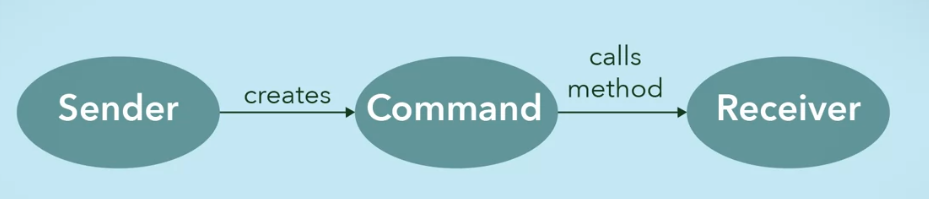 Sender
creates
Command
calls
method
Receiver